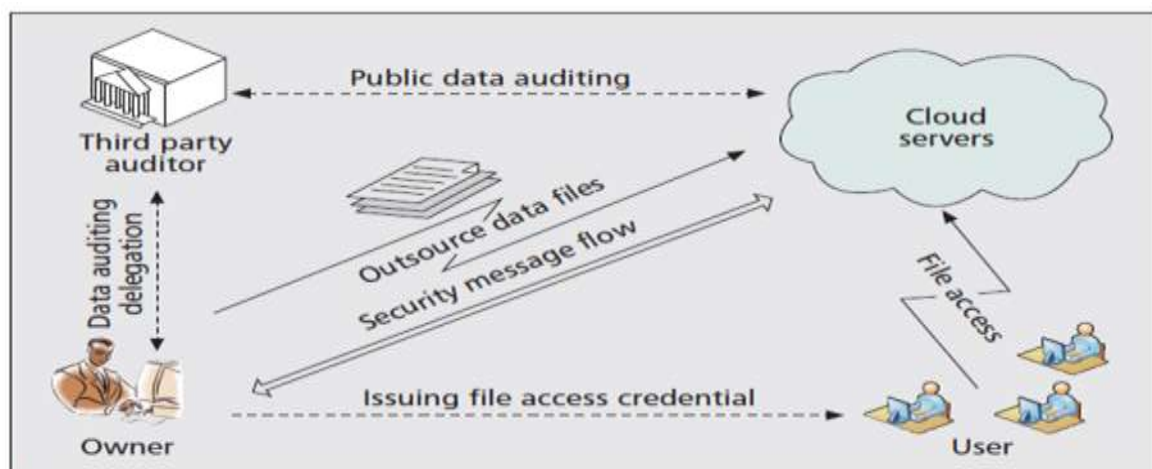 Public data auditing
Third party
auditor
Cloud
servers
Data auditing
delegation
Outsource data files
Security message flow
File access
Issuing file access credential
Owner
User